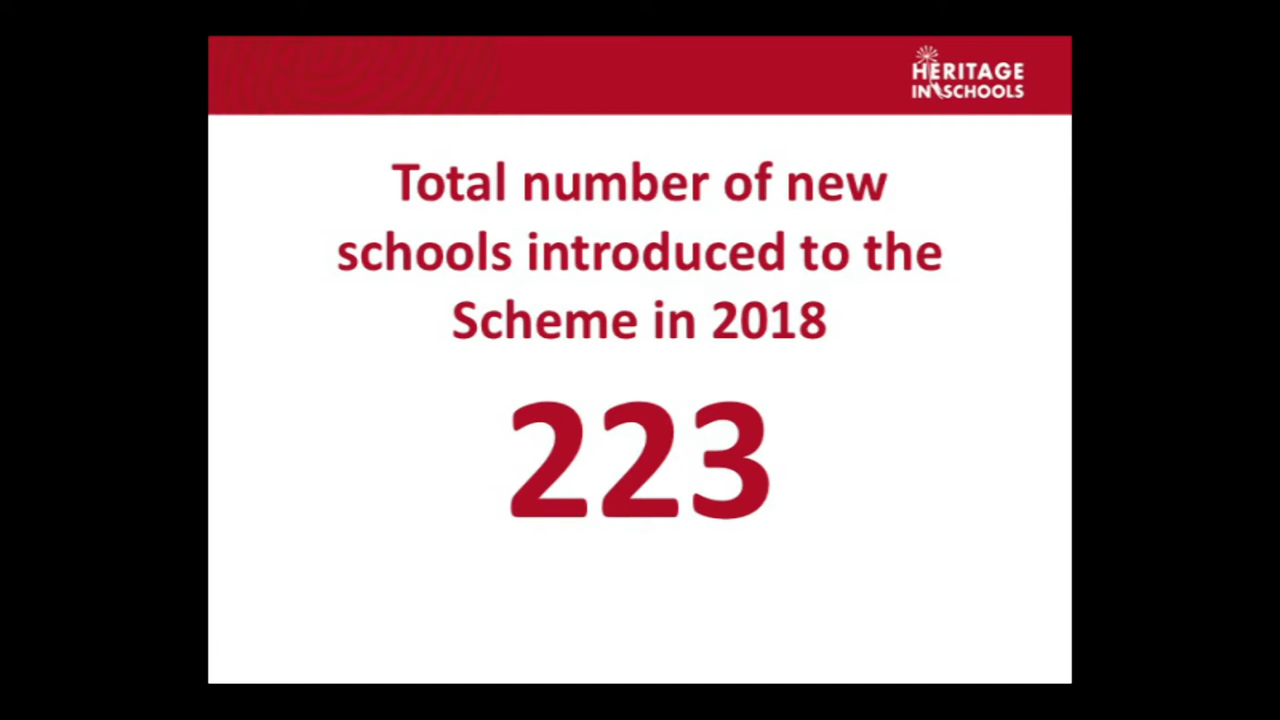 HERITAGE
IN SCHOOLS
Total number of new
schools introduced to the
Scheme in 2018
223